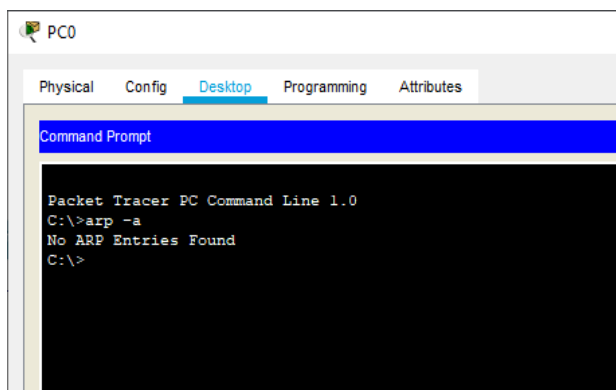 PC0
Physical Config Desktop Programming Attributes
Command Prompt
Packet Tracer PC Command Line 1.0
C:\>arp -a
No ARP Entries Found
C:\>